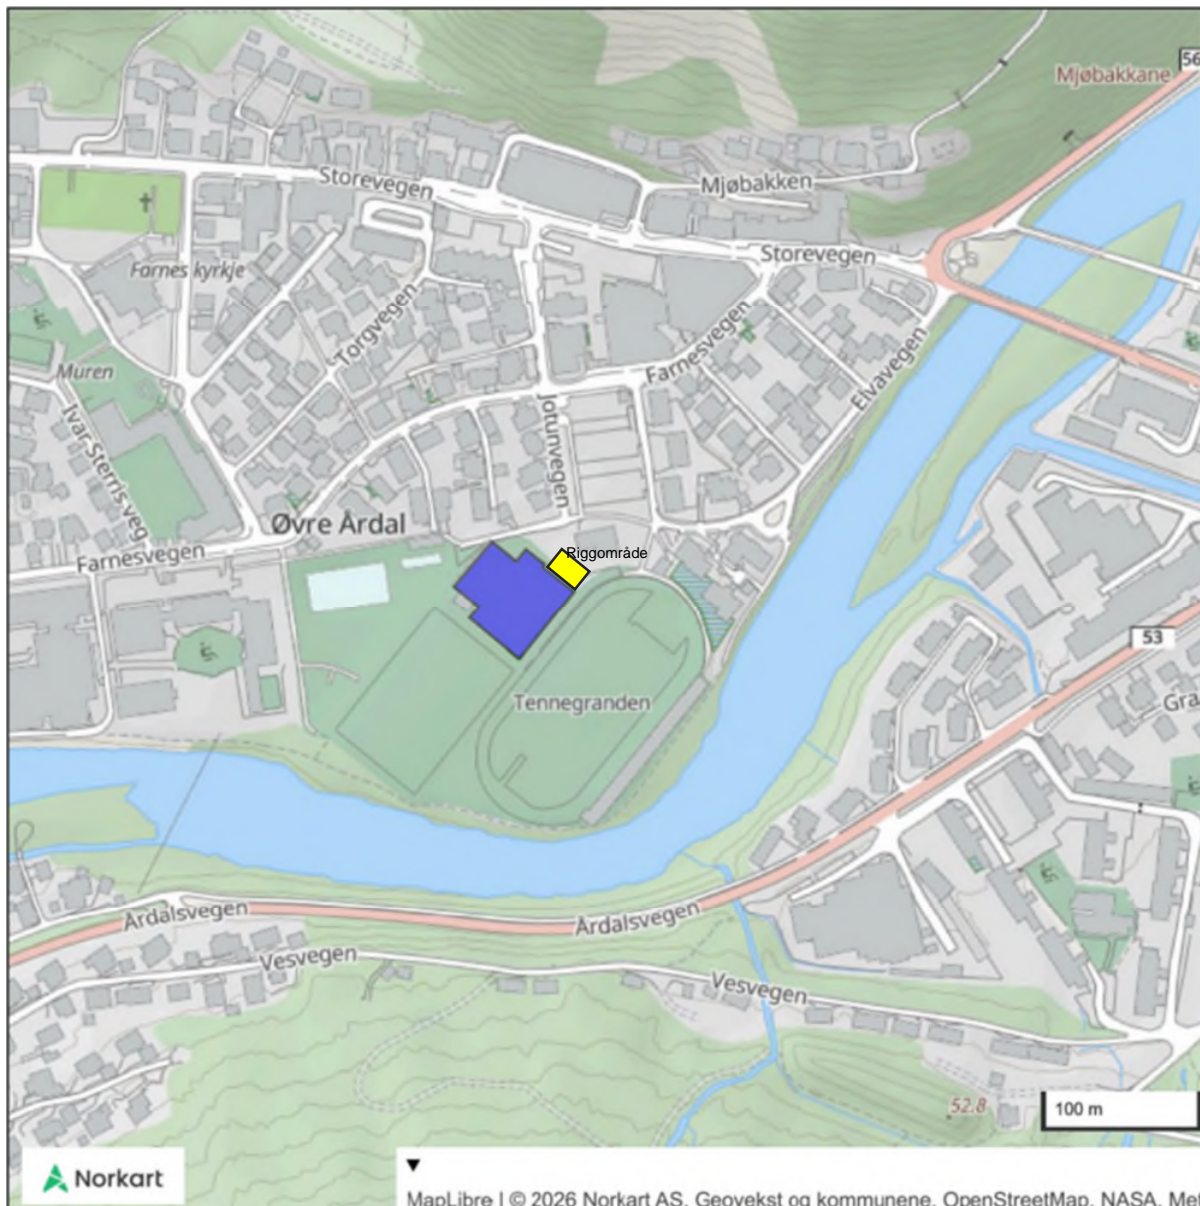 56
Mjøbakkane
Storevegen
Mjøbakken
Storevegen
Farnes kyrkje
Torgvegen
Farnesvegen
Elvavegen
Muren
Ivar Sterris veg
Jotunvegen
Øvre Årdal
Farnesvegen
Riggområde
53
Tennegranden
Gra
Årdalsvegen
Årdalsvegen
Vesvegen
Vesvegen
52.8
100 m
Norkart
MapLibre | © 2026 Norkart AS, Geovekst og kommunene, OpenStreetMap, NASA, Met